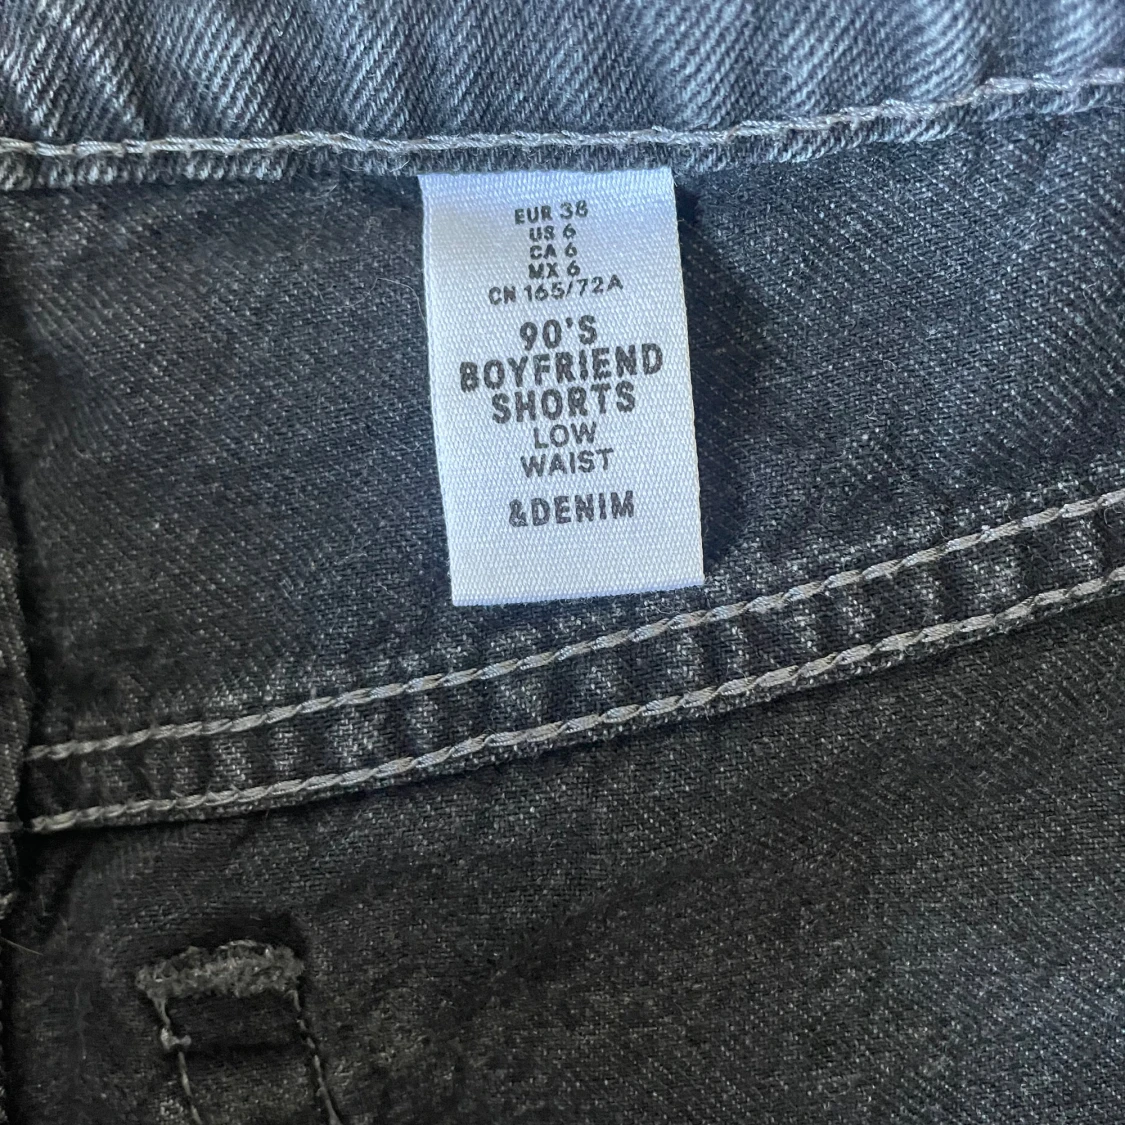 EUR 38
US 6
CA 6
MX 6
CN 165/72A
90'S
BOYFRIEND
SHORTS
LOW
WAIST
&DENIM